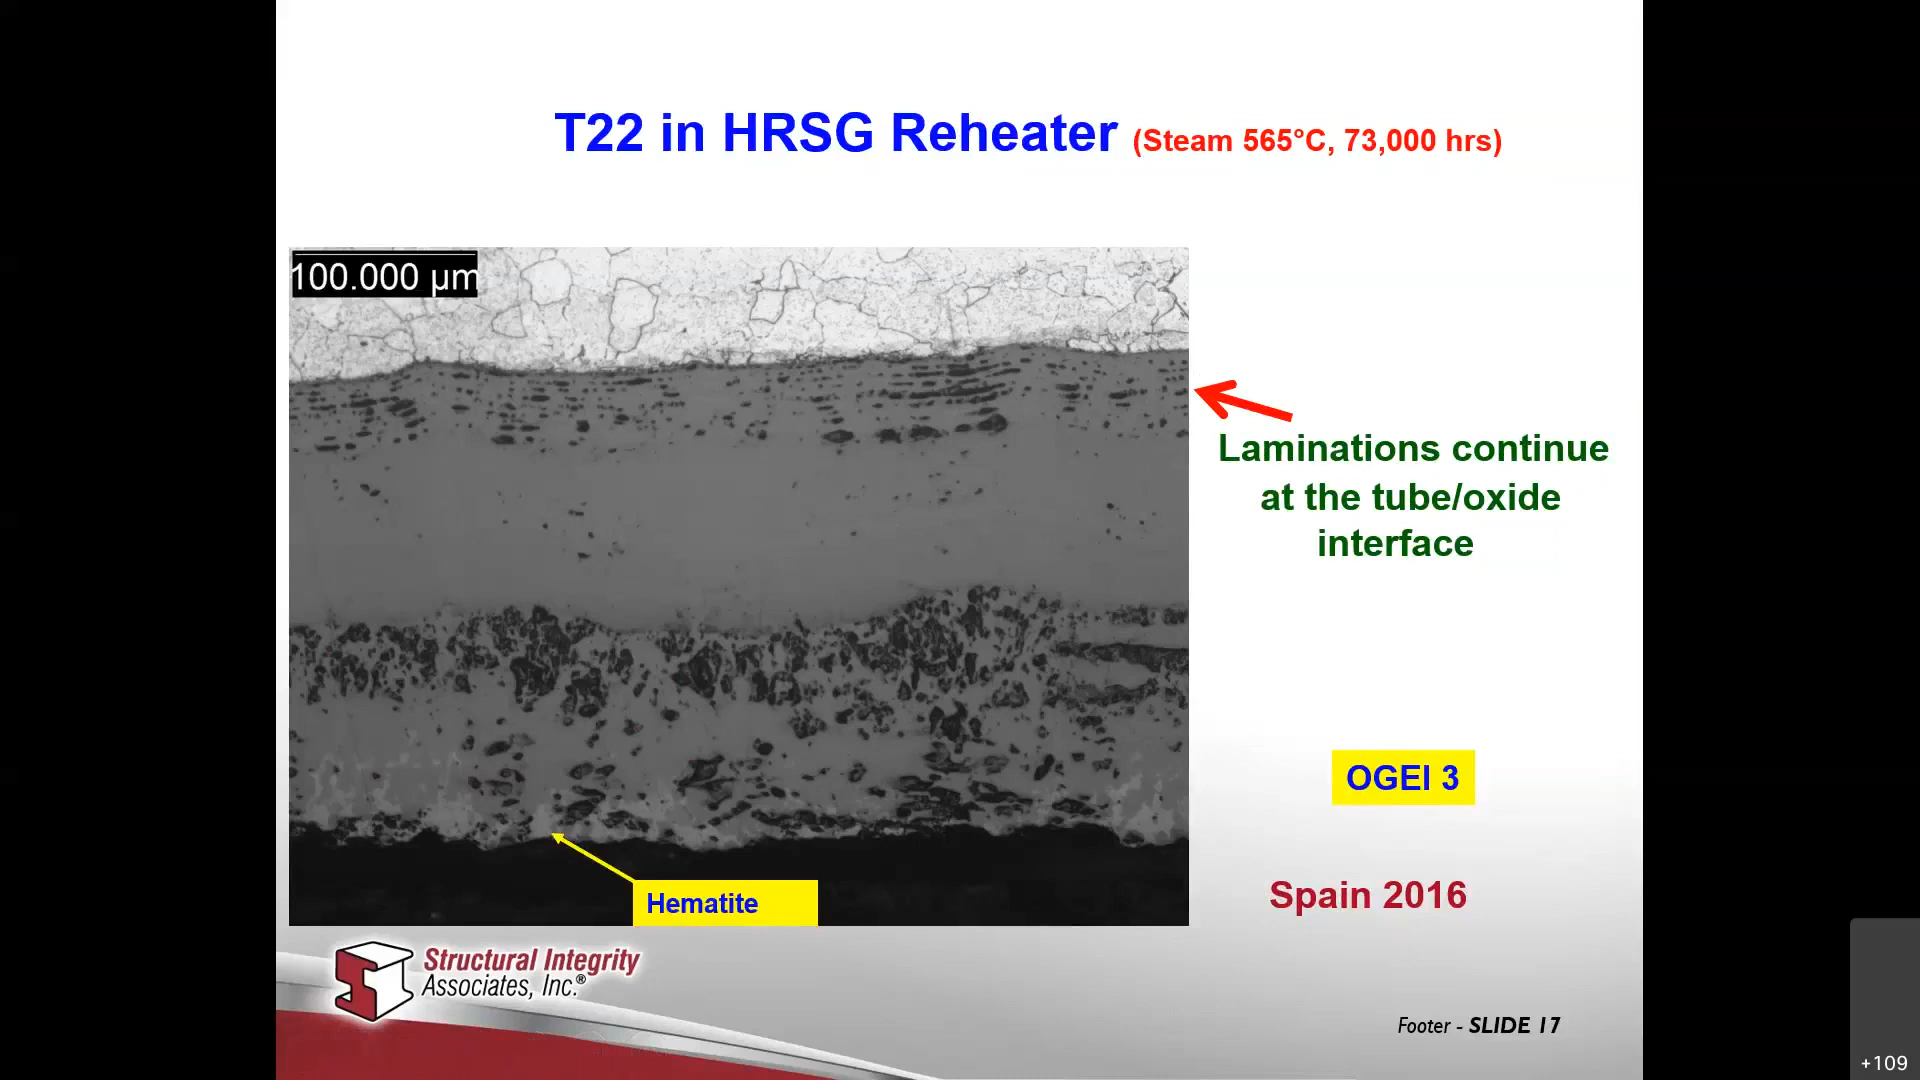 T22 in HRSG Reheater (Steam 565°C, 73,000 hrs)
100.000 µm
Laminations continue
at the tube/oxide
interface
OGEI 3
Spain 2016
Hematite
Structural Integrity
Associates, Inc.®
Footer - SLIDE 17
+109